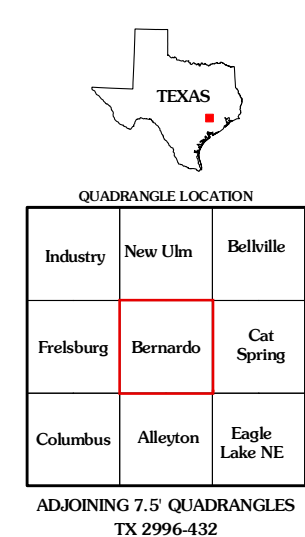 TEXAS
QUADRANGLE LOCATION
Industry
New Ulm
Bellville
Frelsburg
Bernardo
Cat
Spring
Columbus
Alleyton
Eagle
Lake NE
ADJOINING 7.5' QUADRANGLES
TX 2996-432